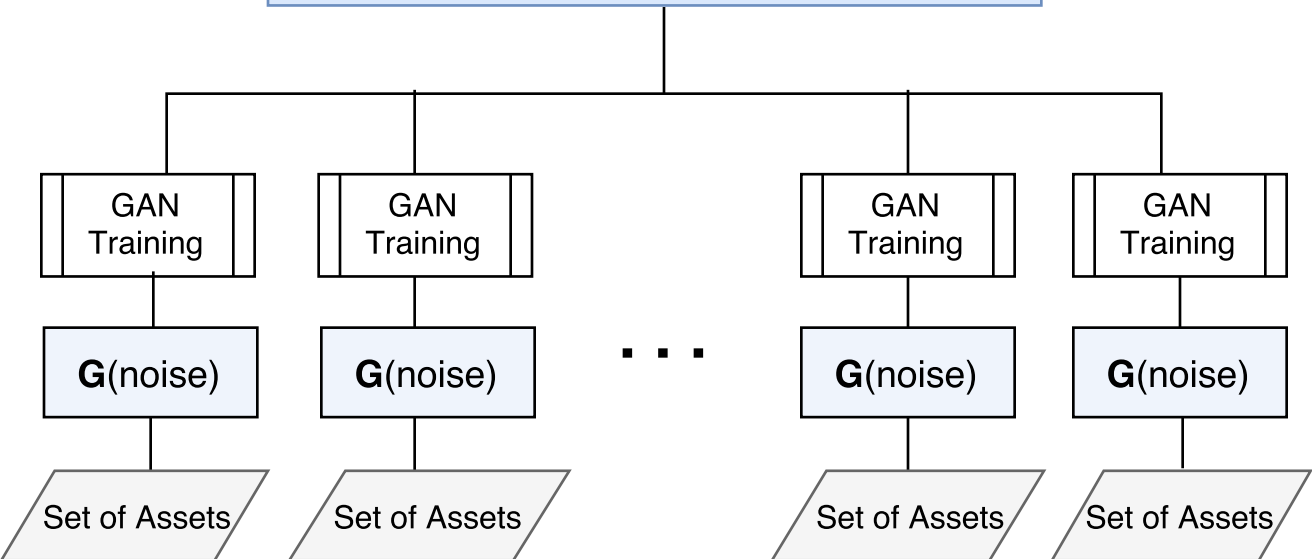 GAN GAN GAN GAN
Training Training Training Training
G(noise) G(noise) G(noise) G(noise)
. . .
Set of Assets Set of Assets Set of Assets Set of Assets